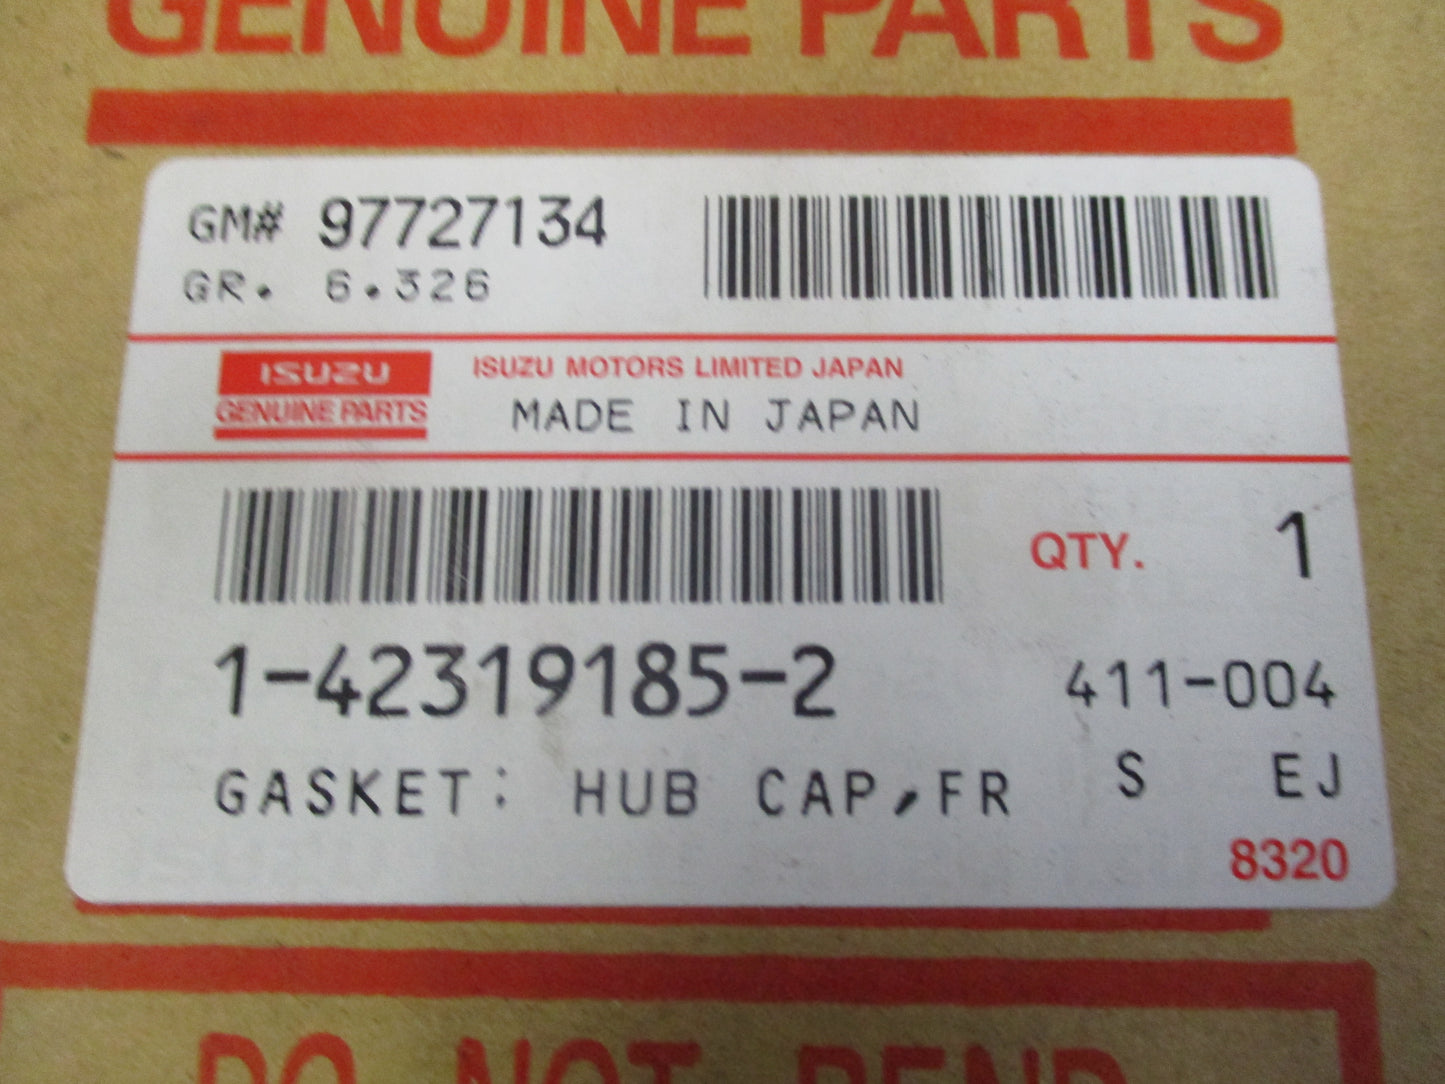 GENUINE PARTS
GM# 97727134
GR. 6.326
ISUZU
GENUINE PARTS
ISUZU MOTORS LIMITED JAPAN
MADE IN JAPAN
QTY. 1
1-42319185-2
411-004
GASKET: HUB CAP,FR
S EJ
8320
DO NOT BEND